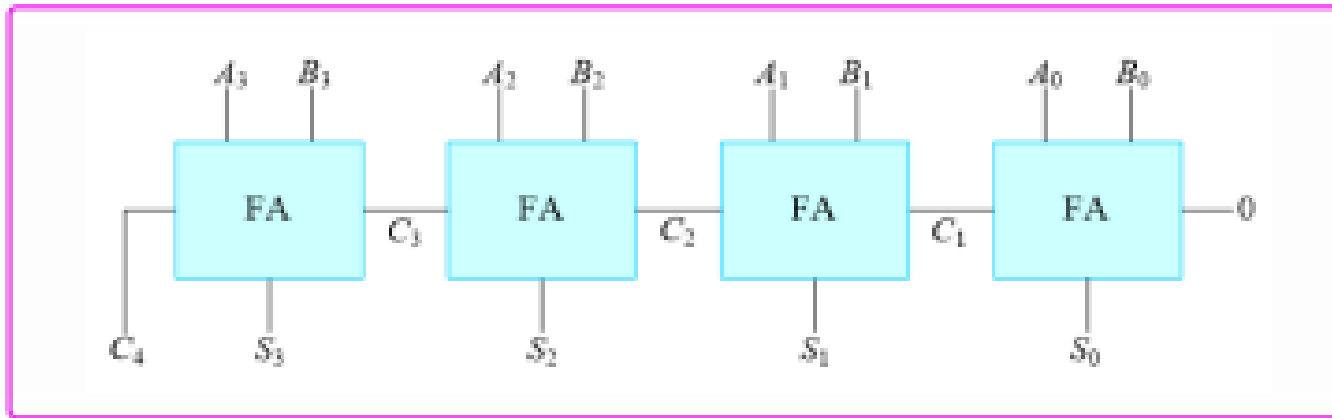 A₃ B₃ A₂ B₂ A₁ B₁ A₀ B₀
FA FA FA FA 0
C₃ C₂ C₁
C₄ S₃ S₂ S₁ S₀